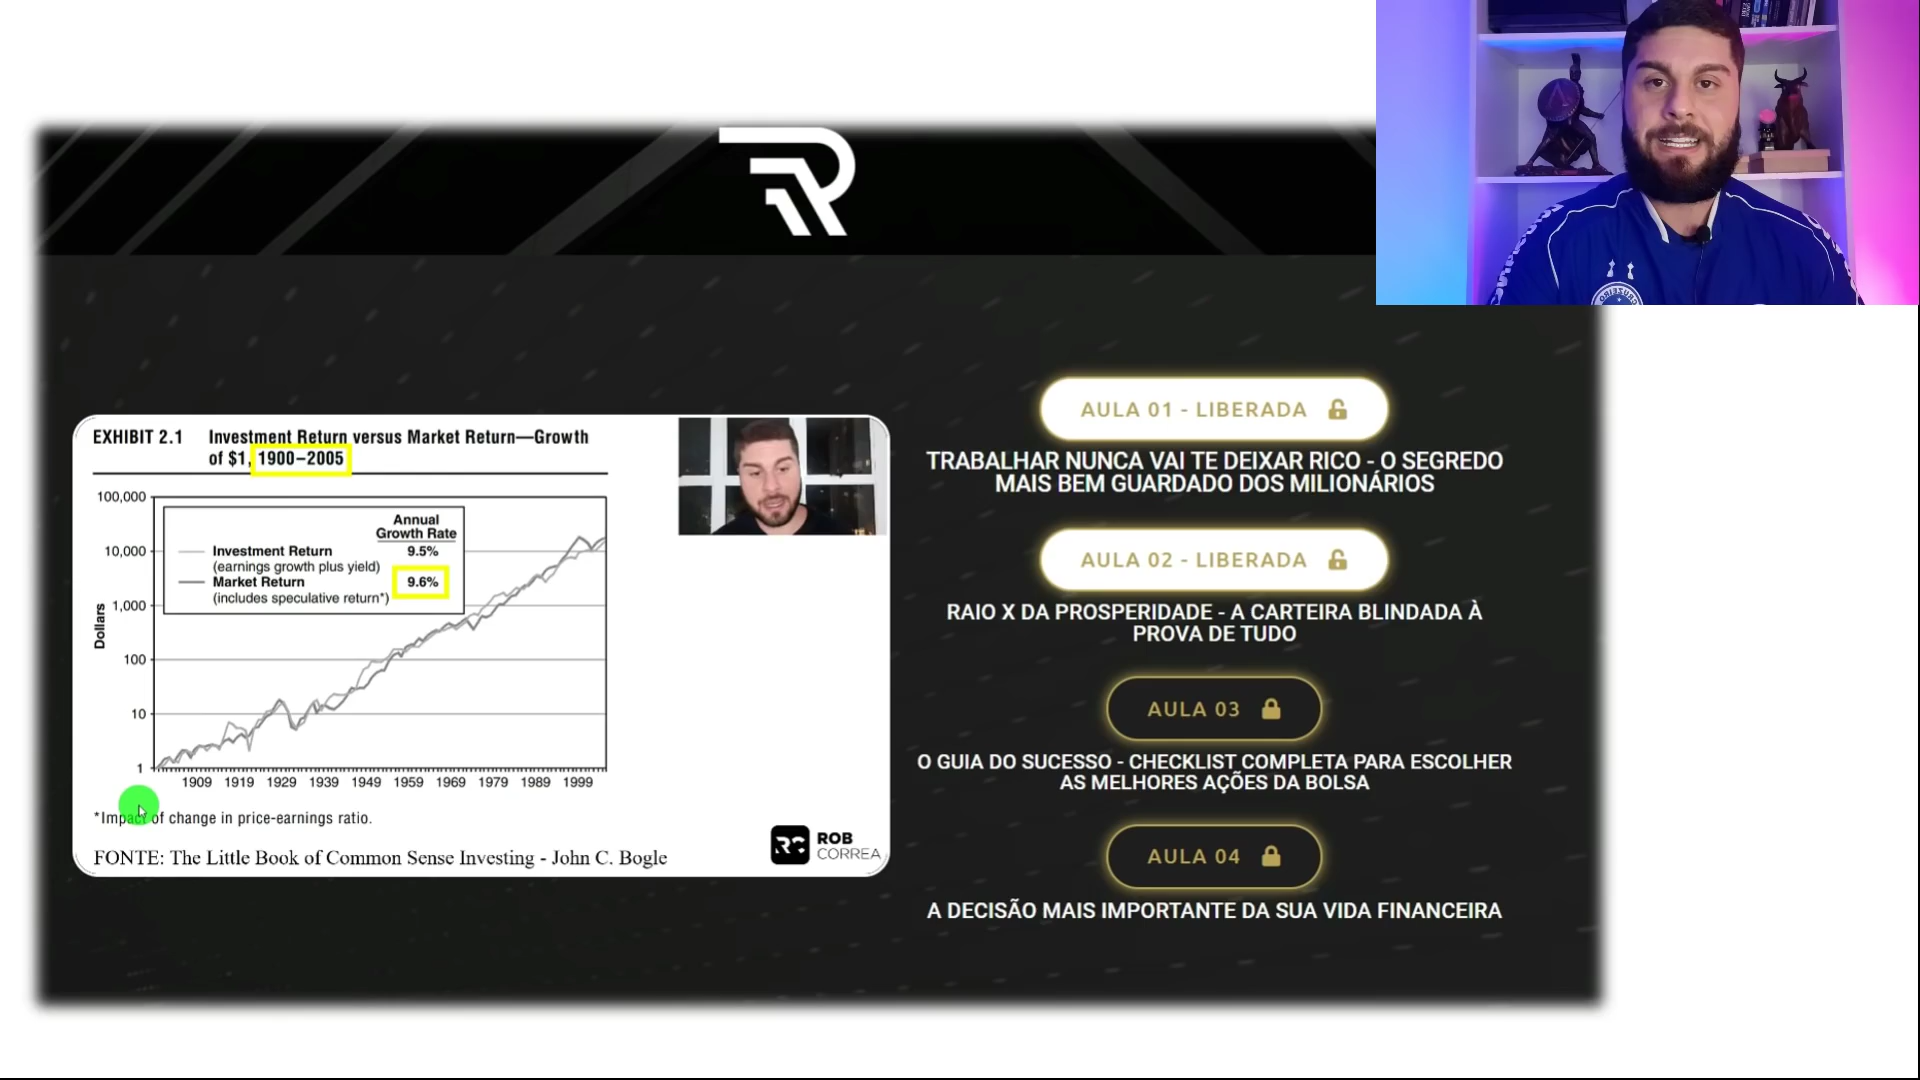 EXHIBIT 2.1 Investment Return versus Market Return—Growth
of $1, 1900–2005
Annual
Growth Rate
Investment Return 9.5%
(earnings growth plus yield)
Market Return 9.6%
(includes speculative return*)
Dollars
100,000
10,000
1,000
100
10
1
1909 1919 1929 1939 1949 1959 1969 1979 1989 1999
*Impact of change in price-earnings ratio.
FONTE: The Little Book of Common Sense Investing - John C. Bogle
RC ROB
CORREA
AULA 01 - LIBERADA
TRABALHAR NUNCA VAI TE DEIXAR RICO - O SEGREDO
MAIS BEM GUARDADO DOS MILIONÁRIOS
AULA 02 - LIBERADA
RAIO X DA PROSPERIDADE - A CARTEIRA BLINDADA À
PROVA DE TUDO
AULA 03
O GUIA DO SUCESSO - CHECKLIST COMPLETA PARA ESCOLHER
AS MELHORES AÇÕES DA BOLSA
AULA 04
A DECISÃO MAIS IMPORTANTE DA SUA VIDA FINANCEIRA